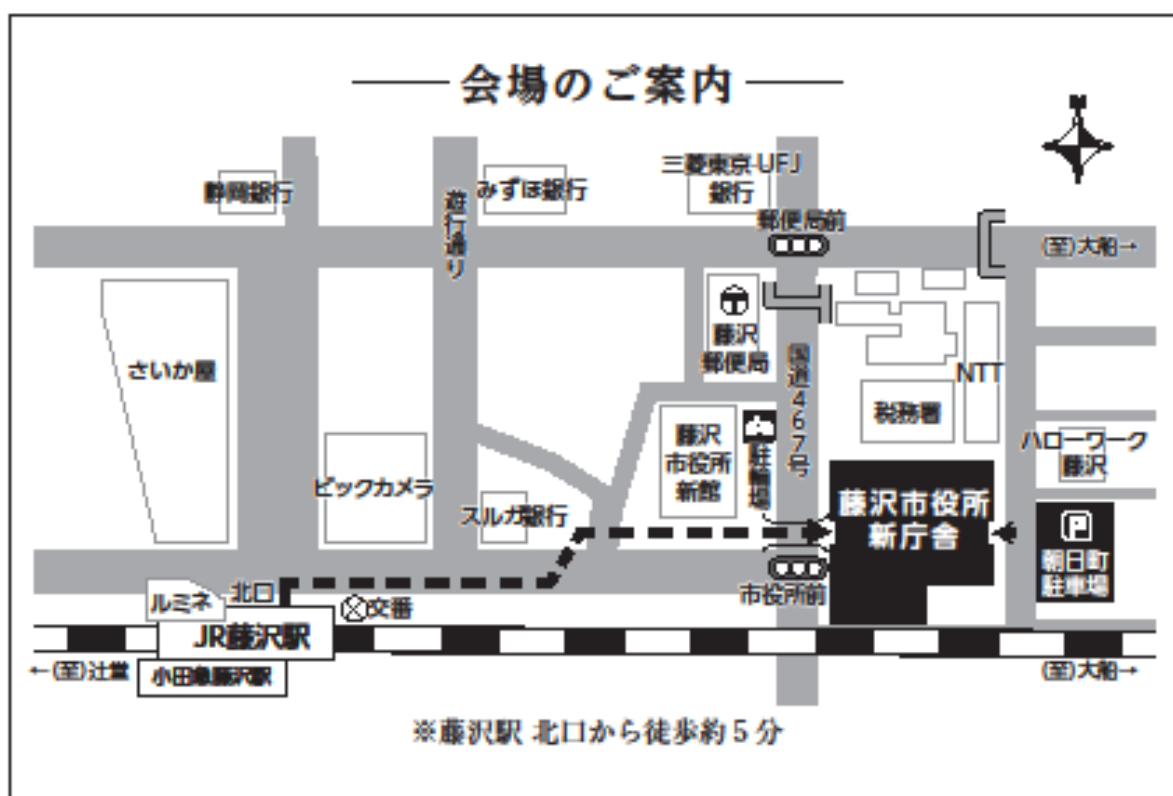 会場のご案内
N
静岡銀行
遊行通り
みずほ銀行
三菱東京UFJ
銀行
郵便局前
(至)大船→
さいか屋
藤沢
郵便局
国道467号
NTT
税務署
ビックカメラ
スルガ銀行
藤沢
市役所
新館
駐輪場
藤沢市役所
新庁舎
ハローワーク
藤沢
P
朝日町
駐車場
市役所前
ルミネ
北口
交番
JR藤沢駅
小田急藤沢駅
←(至)辻堂
(至)大船→
※藤沢駅 北口から徒歩約5分